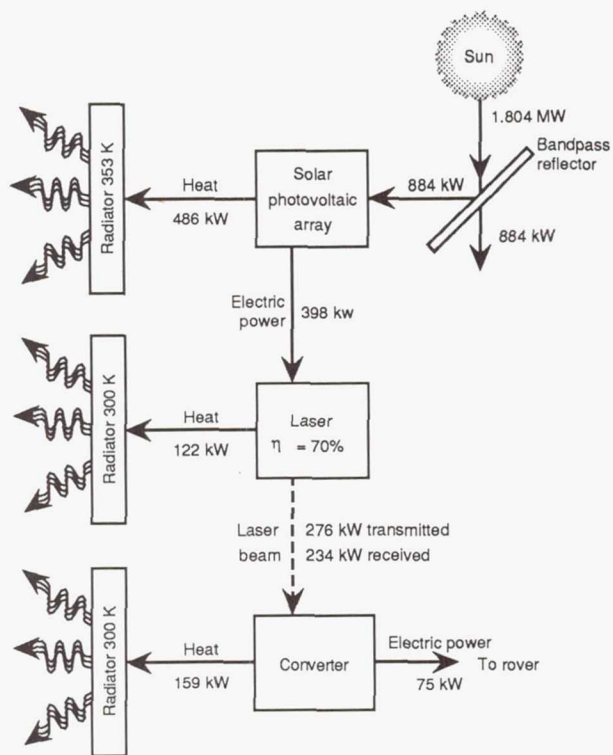 Sun
1.804 MW
Bandpass
reflector
884 kW
884 kW
Solar
photovoltaic
array
Heat
486 kW
Radiator 353 K
Electric
power
398 kw
Laser
η = 70%
Heat
122 kW
Radiator 300 K
Laser
beam
276 kW transmitted
234 kW received
Converter
Heat
159 kW
Radiator 300 K
Electric power
75 kW
To rover